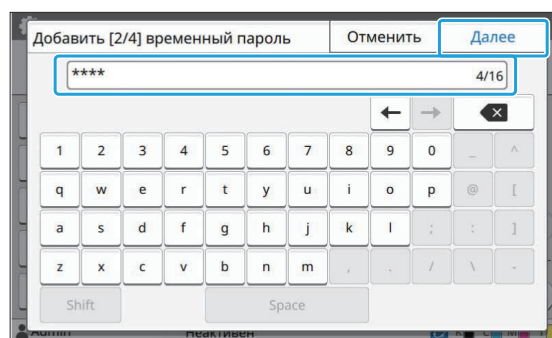 Добавить [2/4] временный пароль Отменить Далее
**** 4/16
← → ×
1 2 3 4 5 6 7 8 9 0 _ ^
q w e r t y u i o p @ [
a s d f g h j k l ; : ]
z x c v b n m , . / \ -
Shift Space
Admin Неактивен K C M